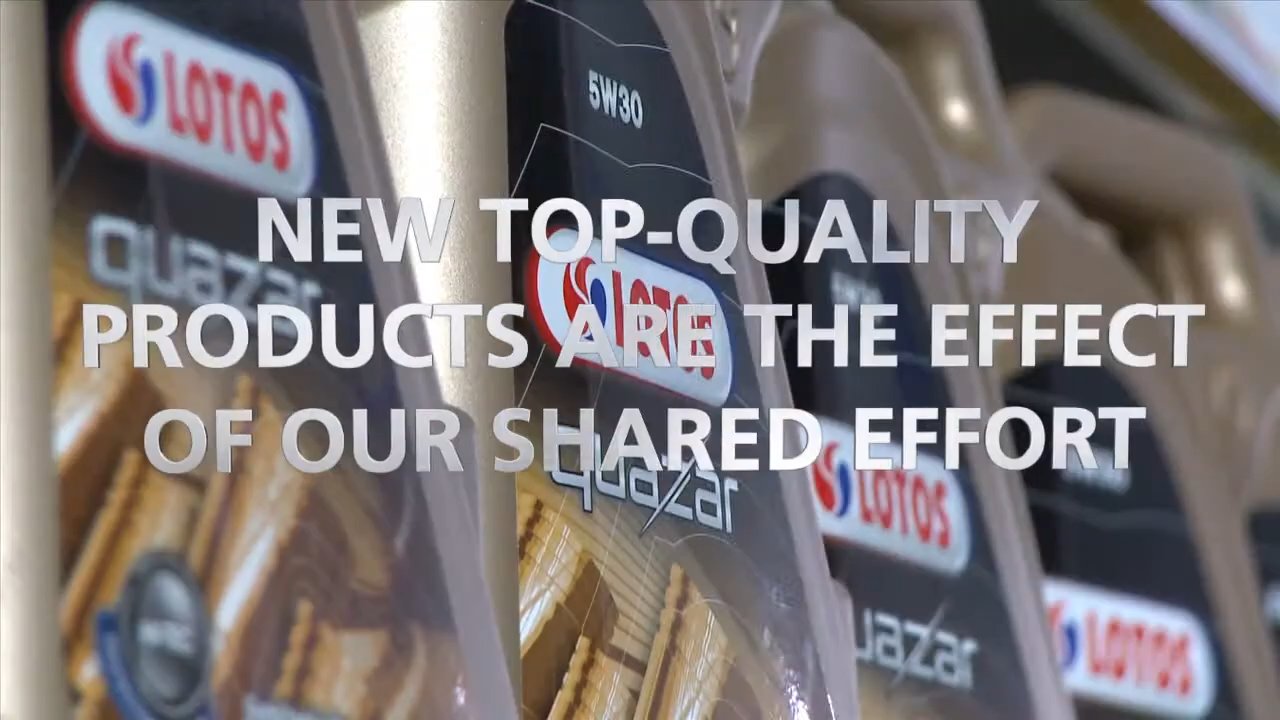 LOTOS
quazar
5W30
NEW TOP-QUALITY
PRODUCTS ARE THE EFFECT
OF OUR SHARED EFFORT
LOTOS
quazar
LOTOS
quazar
LOTOS